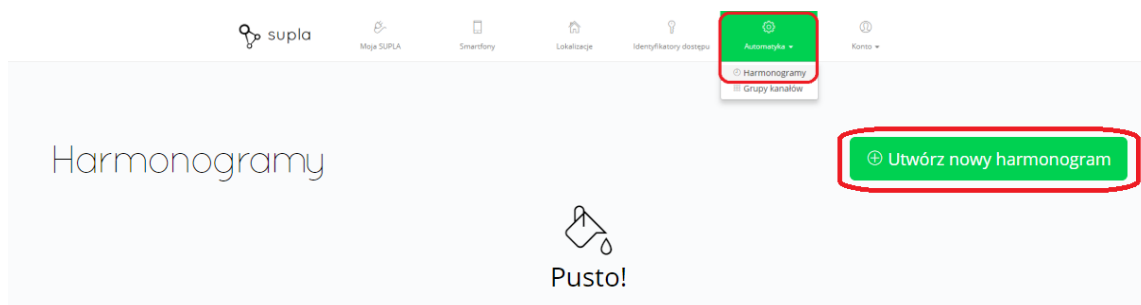 supla
Moja SUPLA
Smartfony
Lokalizacje
Identyfikatory dostępu
Automatyka
Konto
Harmonogramy
Grupy kanałów
Harmonogramy
Utwórz nowy harmonogram
Pusto!